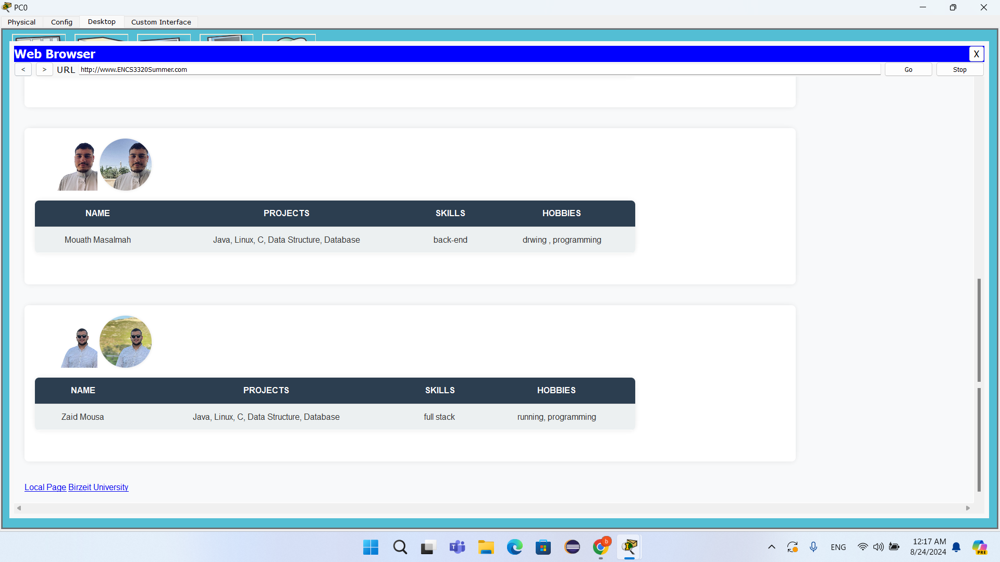 PC0
Physical Config Desktop Custom Interface
Web Browser X
< > URL http://www.ENCS3320Summer.com Go Stop
NAME PROJECTS SKILLS HOBBIES
Mouath Masalmah Java, Linux, C, Data Structure, Database back-end drwing , programming
NAME PROJECTS SKILLS HOBBIES
Zaid Mousa Java, Linux, C, Data Structure, Database full stack running, programming
Local Page Birzeit University
ENG 12:17 AM
8/24/2024
b
PRE